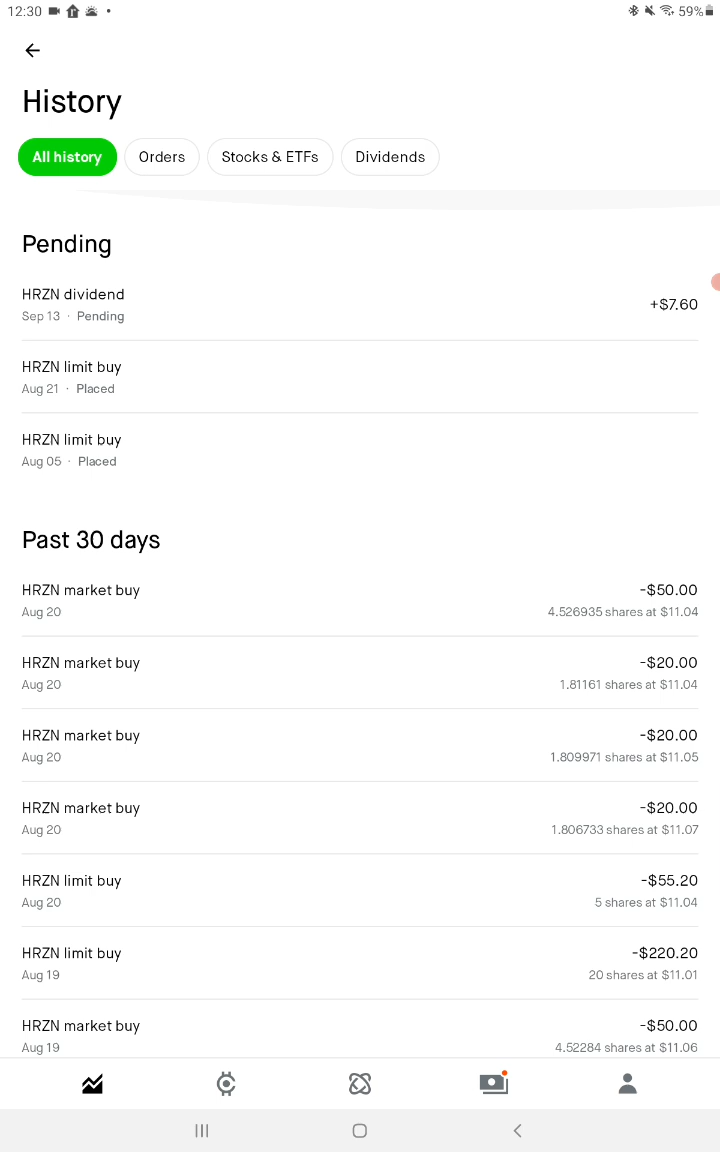 12:30
59%
History
All history Orders Stocks & ETFs Dividends
Pending
HRZN dividend
+$7.60
Sep 13 · Pending
HRZN limit buy
Aug 21 · Placed
HRZN limit buy
Aug 05 · Placed
Past 30 days
HRZN market buy -$50.00
Aug 20 4.526935 shares at $11.04
HRZN market buy -$20.00
Aug 20 1.81161 shares at $11.04
HRZN market buy -$20.00
Aug 20 1.809971 shares at $11.05
HRZN market buy -$20.00
Aug 20 1.806733 shares at $11.07
HRZN limit buy -$55.20
Aug 20 5 shares at $11.04
HRZN limit buy -$220.20
Aug 19 20 shares at $11.01
HRZN market buy -$50.00
Aug 19 4.52284 shares at $11.06